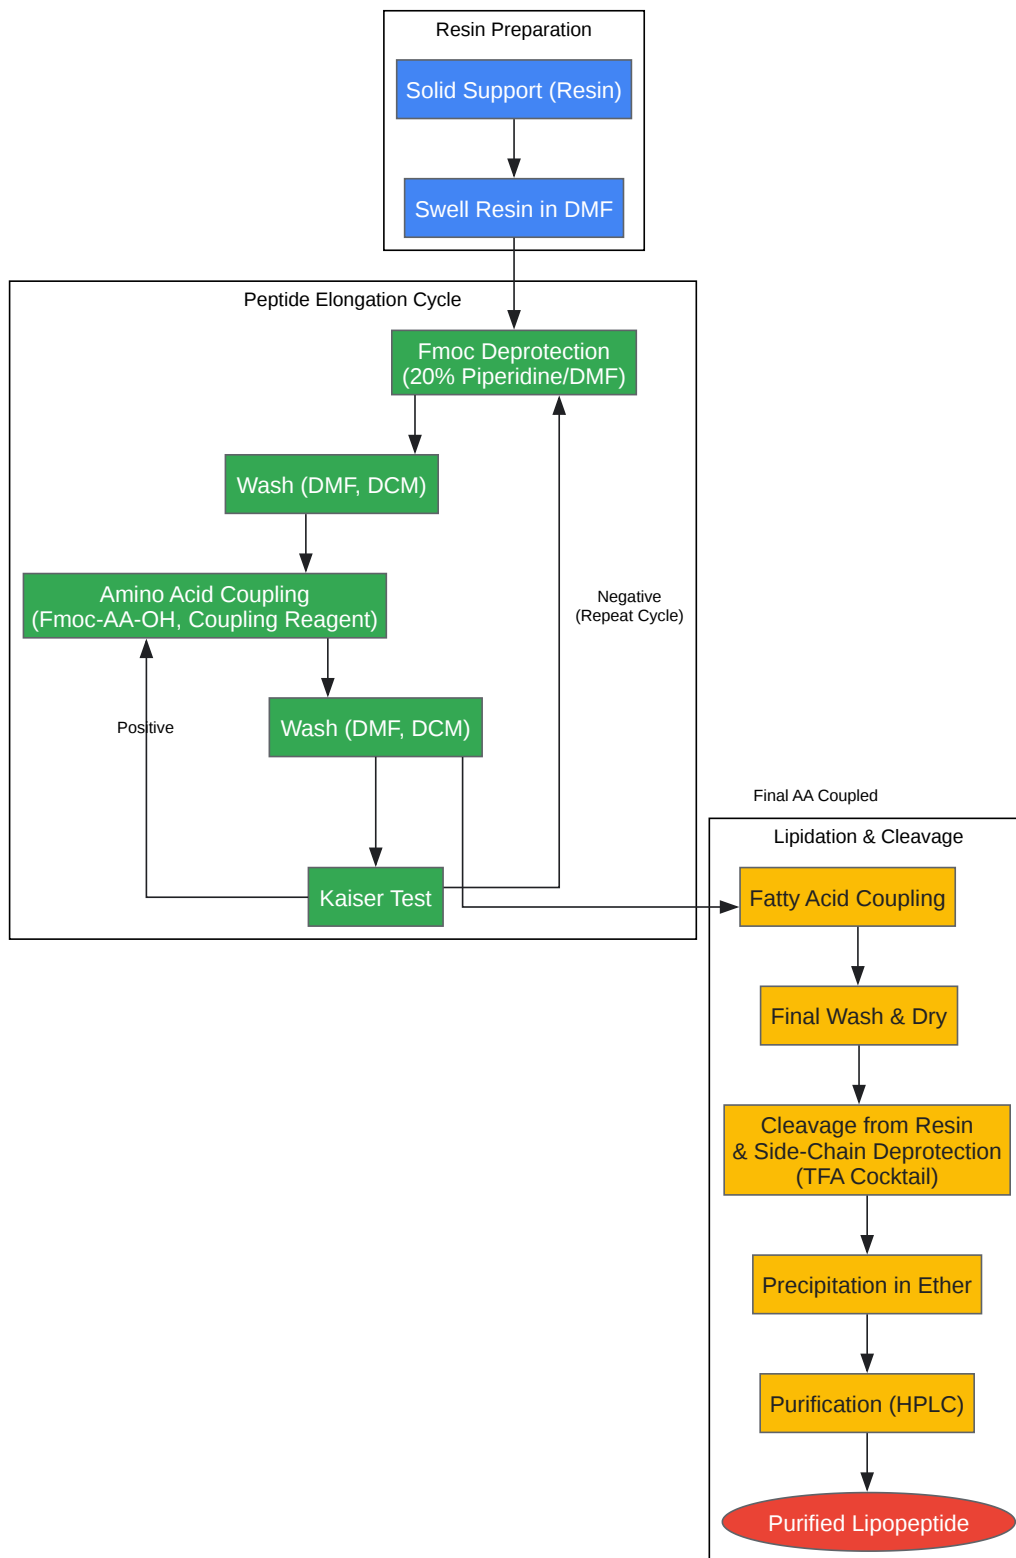 Resin Preparation
Solid Support (Resin)
Swell Resin in DMF
Peptide Elongation Cycle
Fmoc Deprotection
(20% Piperidine/DMF)
Wash (DMF, DCM)
Amino Acid Coupling
(Fmoc-AA-OH, Coupling Reagent)
Negative
(Repeat Cycle)
Positive
Wash (DMF, DCM)
Kaiser Test
Final AA Coupled
Lipidation & Cleavage
Fatty Acid Coupling
Final Wash & Dry
Cleavage from Resin
& Side-Chain Deprotection
(TFA Cocktail)
Precipitation in Ether
Purification (HPLC)
Purified Lipopeptide